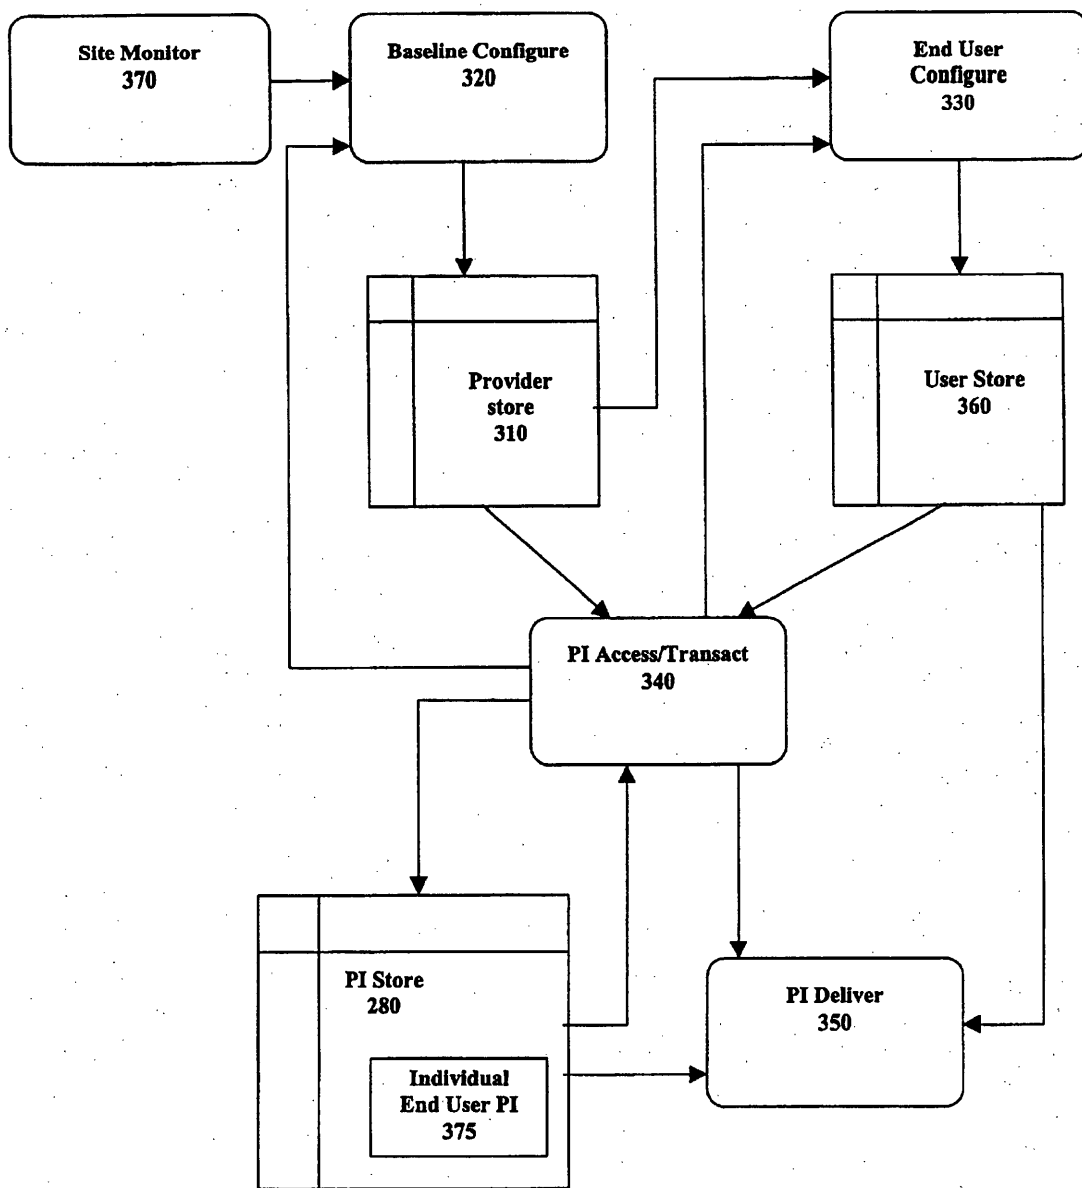 Site Monitor
370
Baseline Configure
320
End User
Configure
330
Provider
store
310
User Store
360
PI Access/Transact
340
PI Store
280
Individual
End User PI
375
PI Deliver
350